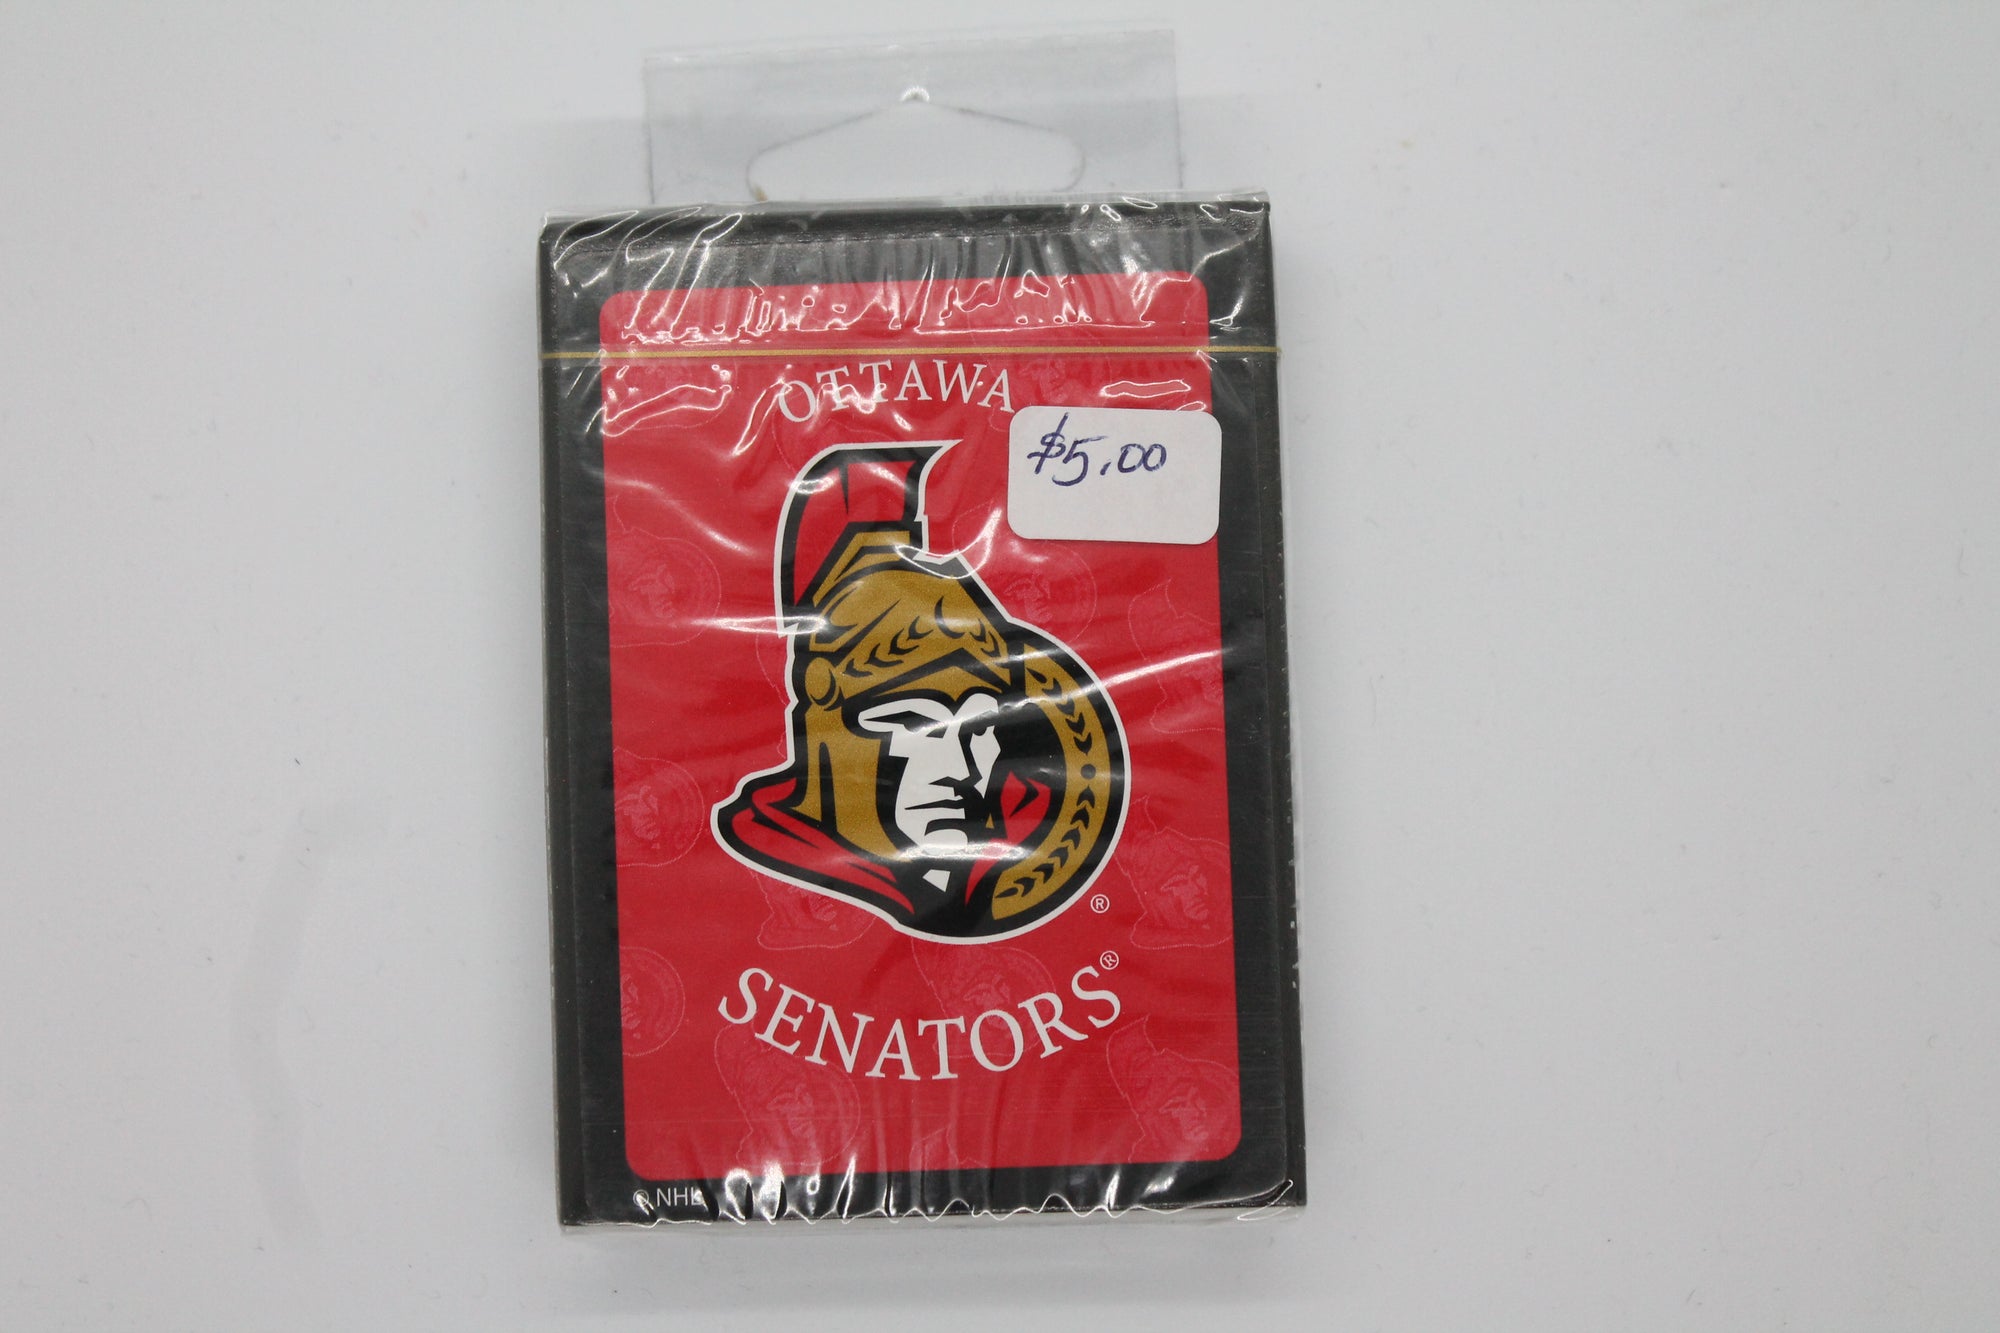 OTTAWA
$5.00
®
SENATORS®
© NHL